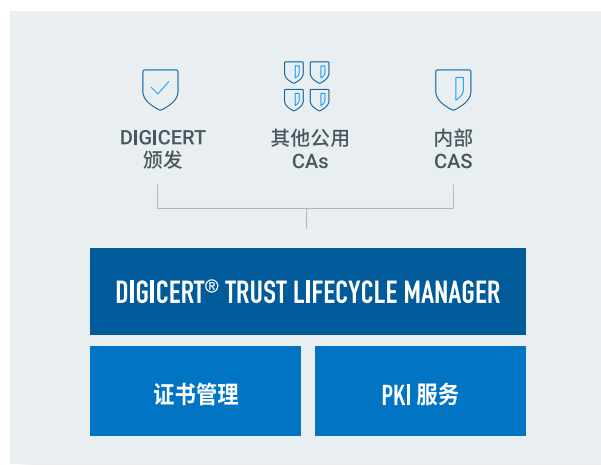 DIGICERT
颁发
其他公用
CAs
内部
CAS
DIGICERT® TRUST LIFECYCLE MANAGER
证书管理
PKI 服务